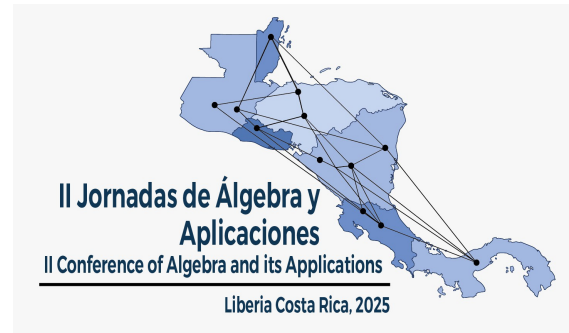 II Jornadas de Álgebra y
Aplicaciones
II Conference of Algebra and its Applications
Liberia Costa Rica, 2025